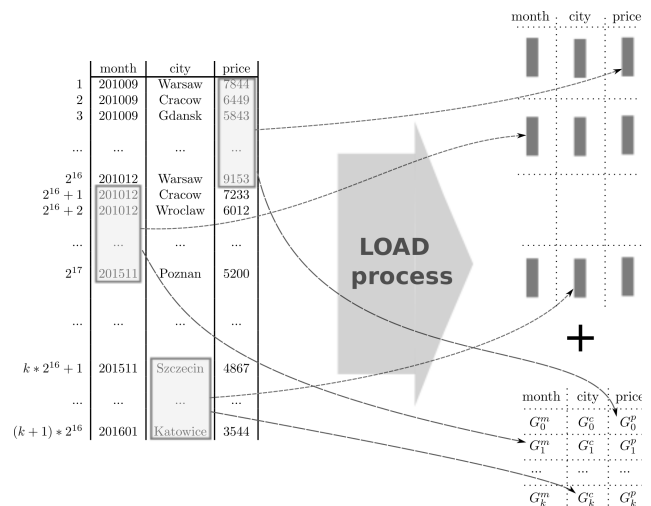 month city price
1 201009 Warsaw 7844
2 201009 Cracow 6449
3 201009 Gdansk 5843
... ... ... ...
2^16 201012 Warsaw 9153
2^16 + 1 201012 Cracow 7233
2^16 + 2 201012 Wroclaw 6012
... ... ... ...
2^17 201511 Poznan 5200
... ... ... ...
k * 2^16 + 1 201511 Szczecin 4867
... ... ... ...
(k + 1) * 2^16 201601 Katowice 3544
LOAD
process
month city price
+
month city price
G_0^m G_0^c G_0^p
G_1^m G_1^c G_1^p
... ... ...
G_k^m G_k^c G_k^p